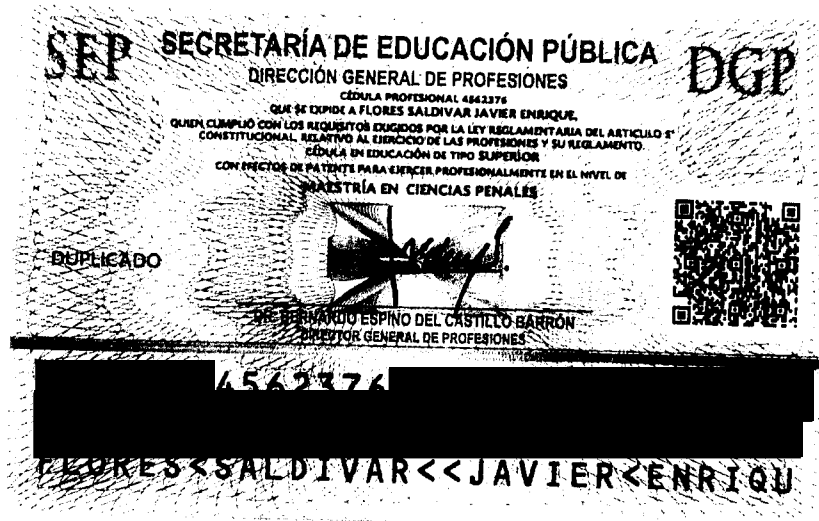 SEP
SECRETARÍA DE EDUCACIÓN PÚBLICA
DGP
DIRECCIÓN GENERAL DE PROFESIONES
CÉDULA PROFESIONAL 4562376
QUE SE EXPIDE A FLORES SALDIVAR JAVIER ENRIQUE,
QUIEN CUMPLIÓ CON LOS REQUISITOS EXIGIDOS POR LA LEY REGLAMENTARIA DEL ARTICULO 5°
CONSTITUCIONAL, RELATIVO AL EJERCICIO DE LAS PROFESIONES Y SU REGLAMENTO.
CÉDULA EN EDUCACIÓN DE TIPO SUPERIOR
CON EFECTOS DE PATENTE PARA EJERCER PROFESIONALMENTE EN EL NIVEL DE
MAESTRÍA EN CIENCIAS PENALES
DUPLICADO
DR. BERNARDO ESPINO DEL CASTILLO BARRÓN
DIRECTOR GENERAL DE PROFESIONES
4562376
FLORES<SALDIVAR<<JAVIER<ENRIQU